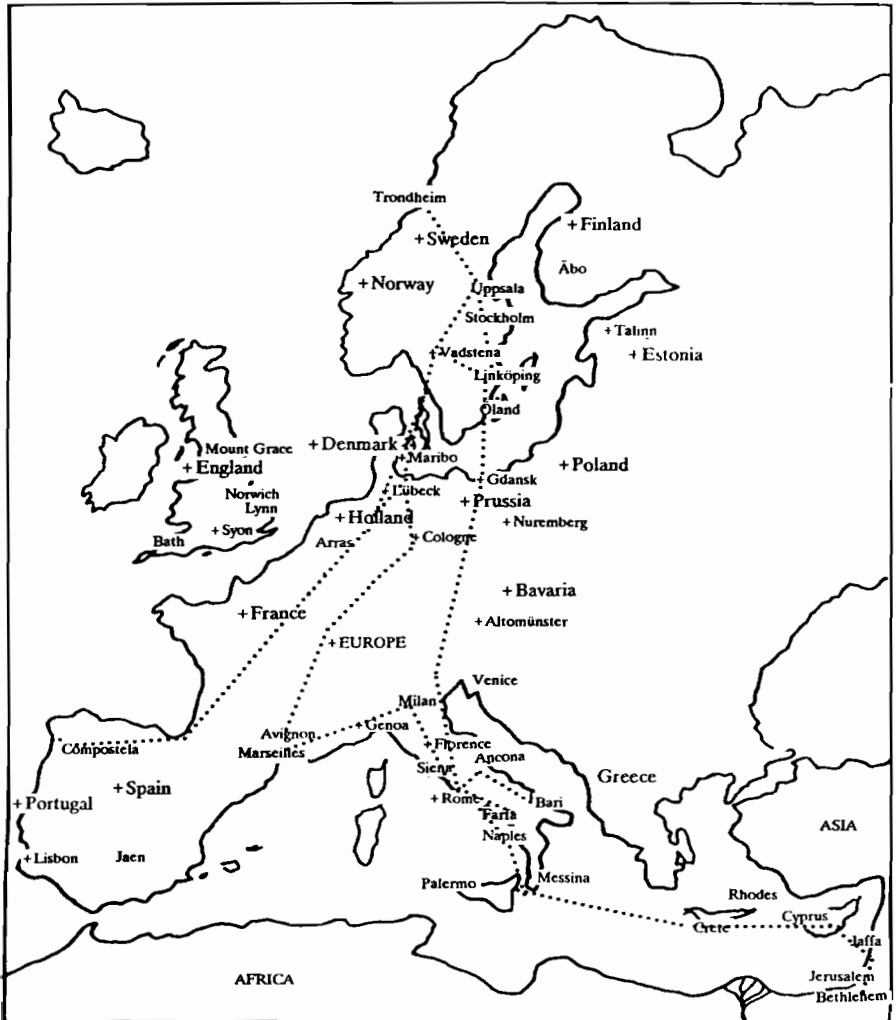 Trondheim
+ Sweden
+ Finland
Äbo
+ Norway
Uppsala
Stockholm
+ Talinn
+ Estonia
+ Vadstena
Linköping
Oland
Mount Grace
+ Denmark
+ Maribo
+ England
+ Poland
+ Gdansk
Norwich
Lynn
+ Lübeck
+ Prussia
+ Holland
+ Nuremberg
+ Syon
Bath
Arras
+ Cologne
+ Bavaria
+ France
+ Altomünster
+ EUROPE
Venice
Milan
Avignon
+ Genoa
Marseilles
Compostela
+ Florence
Ancona
Siena
+ Spain
Greece
+ Portugal
+ Rome
Bari
Farfa
ASIA
Naples
+ Lisbon
Jaen
Palermo
Messina
Rhodes
Crete
Cyprus
Jaffa
AFRICA
Jerusalem
Bethlehem